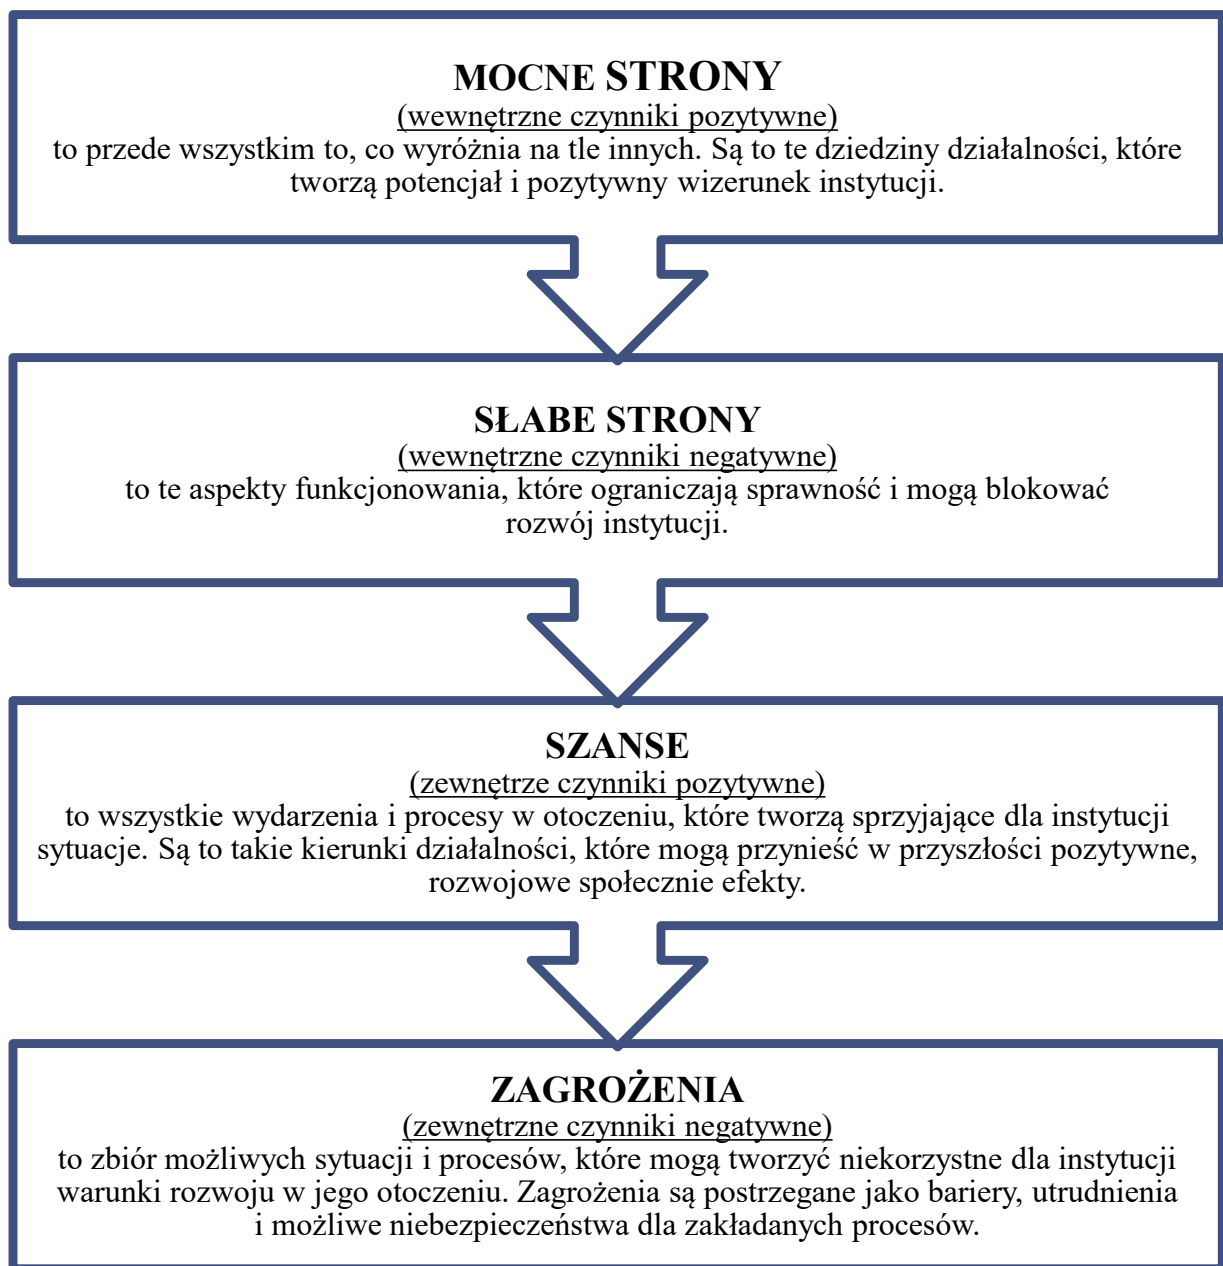 MOCNE STRONY
(wewnętrzne czynniki pozytywne)
to przede wszystkim to, co wyróżnia na tle innych. Są to te dziedziny działalności, które
tworzą potencjał i pozytywny wizerunek instytucji.
SŁABE STRONY
(wewnętrzne czynniki negatywne)
to te aspekty funkcjonowania, które ograniczają sprawność i mogą blokować
rozwój instytucji.
SZANSE
(zewnętrze czynniki pozytywne)
to wszystkie wydarzenia i procesy w otoczeniu, które tworzą sprzyjające dla instytucji
sytuacje. Są to takie kierunki działalności, które mogą przynieść w przyszłości pozytywne,
rozwojowe społecznie efekty.
ZAGROŻENIA
(zewnętrzne czynniki negatywne)
to zbiór możliwych sytuacji i procesów, które mogą tworzyć niekorzystne dla instytucji
warunki rozwoju w jego otoczeniu. Zagrożenia są postrzegane jako bariery, utrudnienia
i możliwe niebezpieczeństwa dla zakładanych procesów.